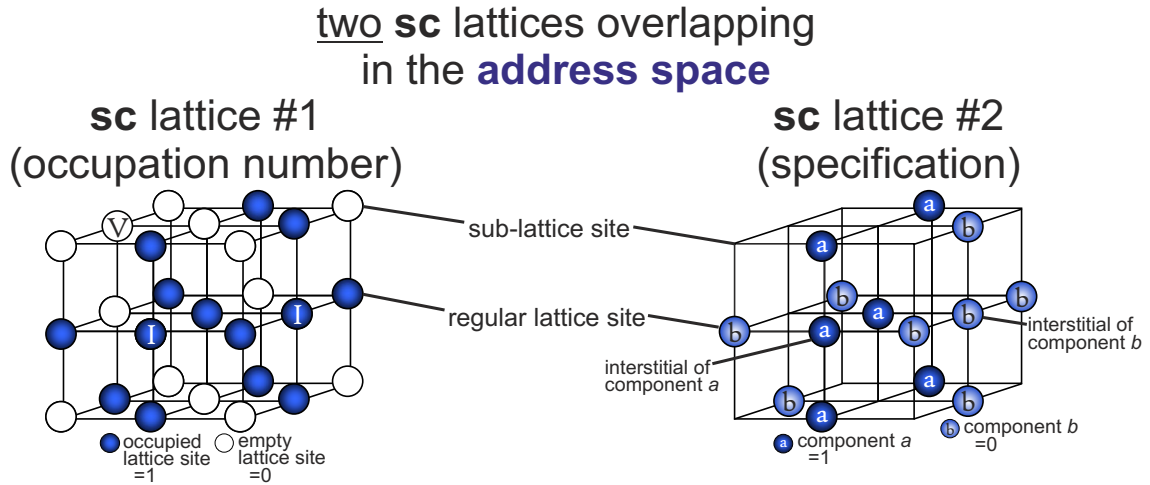 two sc lattices overlapping
in the address space
sc lattice #1
(occupation number)
sc lattice #2
(specification)
V
I
I
occupied
lattice site
=1
empty
lattice site
=0
sub-lattice site
regular lattice site
a
b
a
b
b
a
b
b
a
b
interstitial of
component b
interstitial of
component a
a
b
b
a
a
component a
=1
b
component b
=0